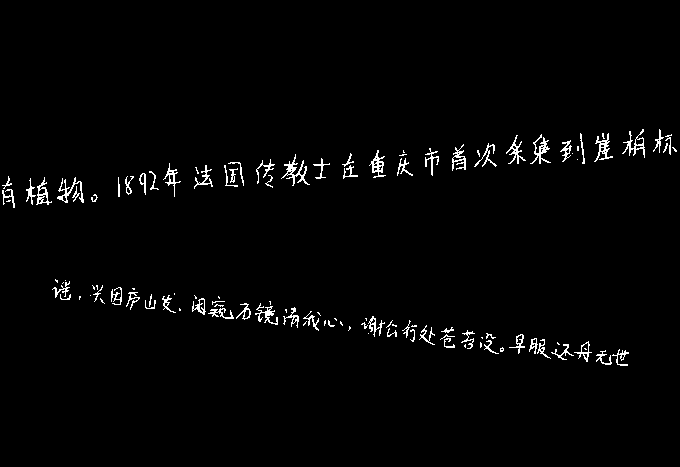 有植物。1892年法国传教士在重庆市首次采集到崖柏标
谣，兴因庐山发，闲窥石镜清我心，谢公行处苍苔没。早服还丹无世